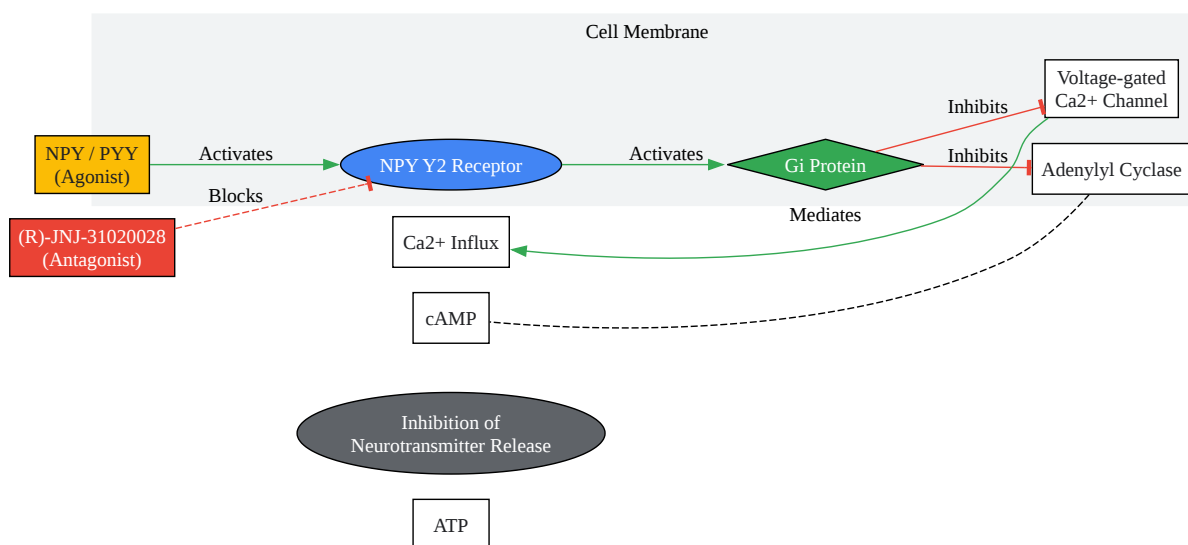 Cell Membrane
Voltage-gated
Ca2+ Channel
Inhibits
NPY / PYY
(Agonist)
Activates
NPY Y2 Receptor
Activates
Gi Protein
Inhibits
Adenylyl Cyclase
Blocks
Mediates
(R)-JNJ-31020028
(Antagonist)
Ca2+ Influx
cAMP
Inhibition of
Neurotransmitter Release
ATP